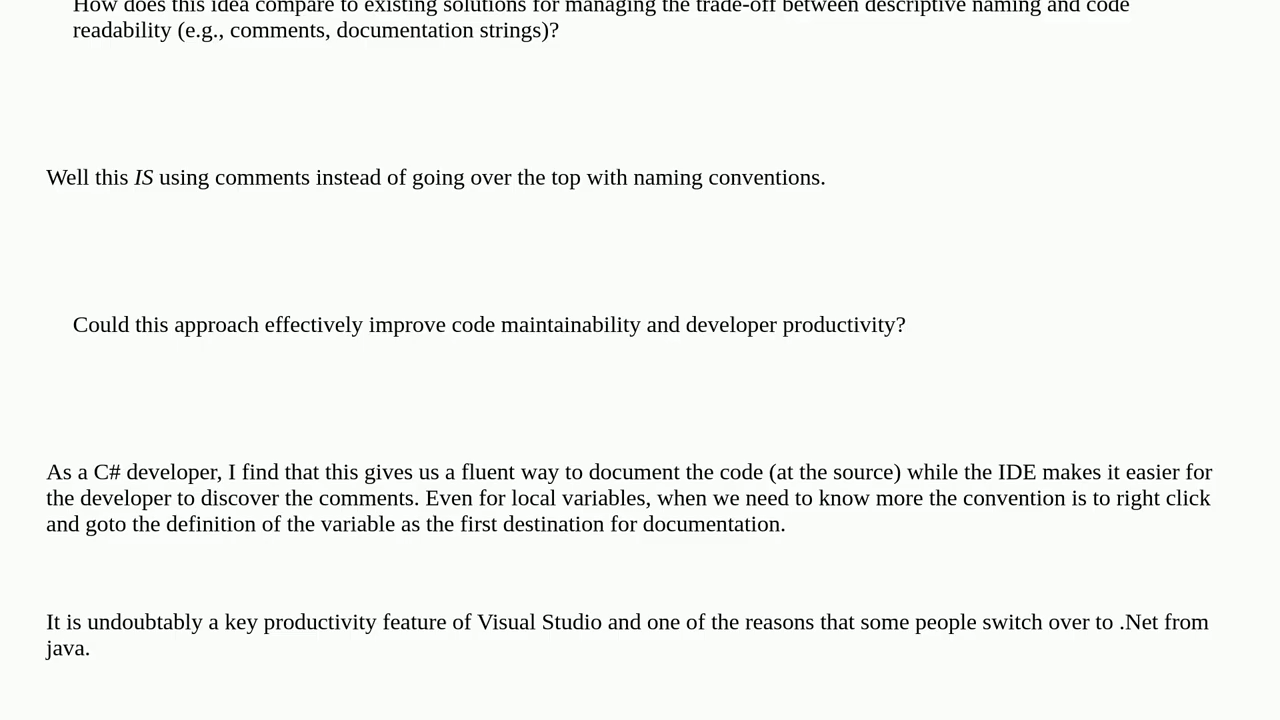 How does this idea compare to existing solutions for managing the trade-off between descriptive naming and code
readability (e.g., comments, documentation strings)?
Well this IS using comments instead of going over the top with naming conventions.
Could this approach effectively improve code maintainability and developer productivity?
As a C# developer, I find that this gives us a fluent way to document the code (at the source) while the IDE makes it easier for
the developer to discover the comments. Even for local variables, when we need to know more the convention is to right click
and goto the definition of the variable as the first destination for documentation.
It is undoubtably a key productivity feature of Visual Studio and one of the reasons that some people switch over to .Net from
java.